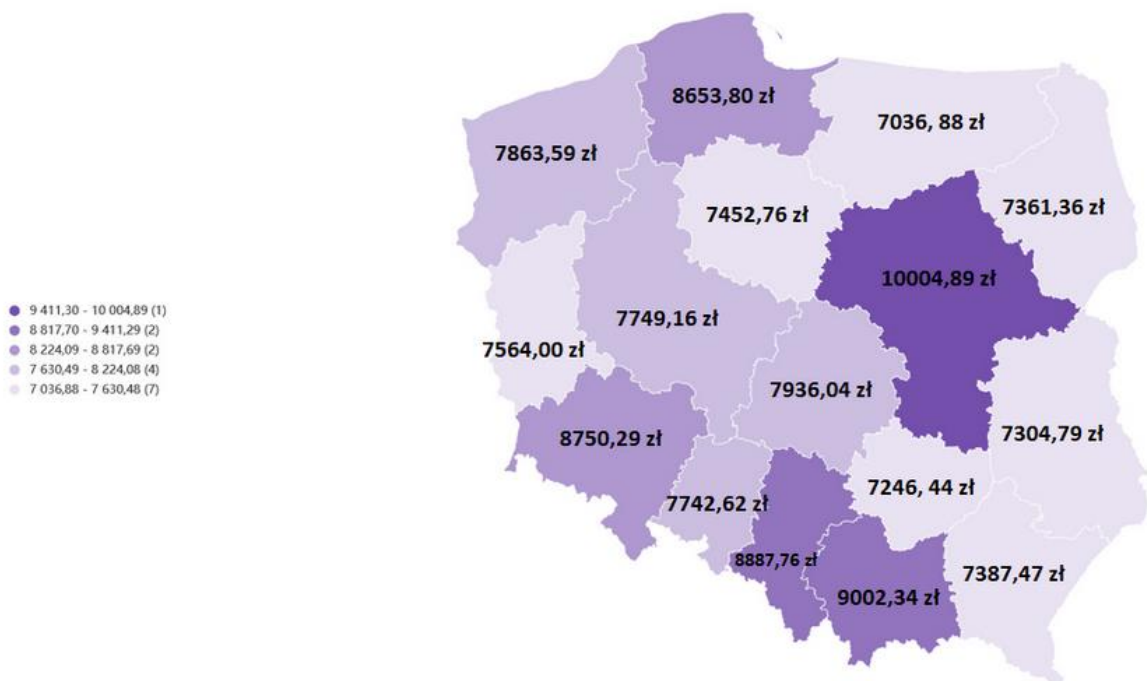 8653,80 zł
7036, 88 zł
7863,59 zł
7361,36 zł
7452,76 zł
10004,89 zł
9 411,30 - 10 004,89 (1)
8 817,70 - 9 411,29 (2)
8 224,09 - 8 817,69 (2)
7 630,49 - 8 224,08 (4)
7 036,88 - 7 630,48 (7)
7749,16 zł
7564,00 zł
7936,04 zł
7304,79 zł
8750,29 zł
7246, 44 zł
7742,62 zł
8887,76 zł
7387,47 zł
9002,34 zł